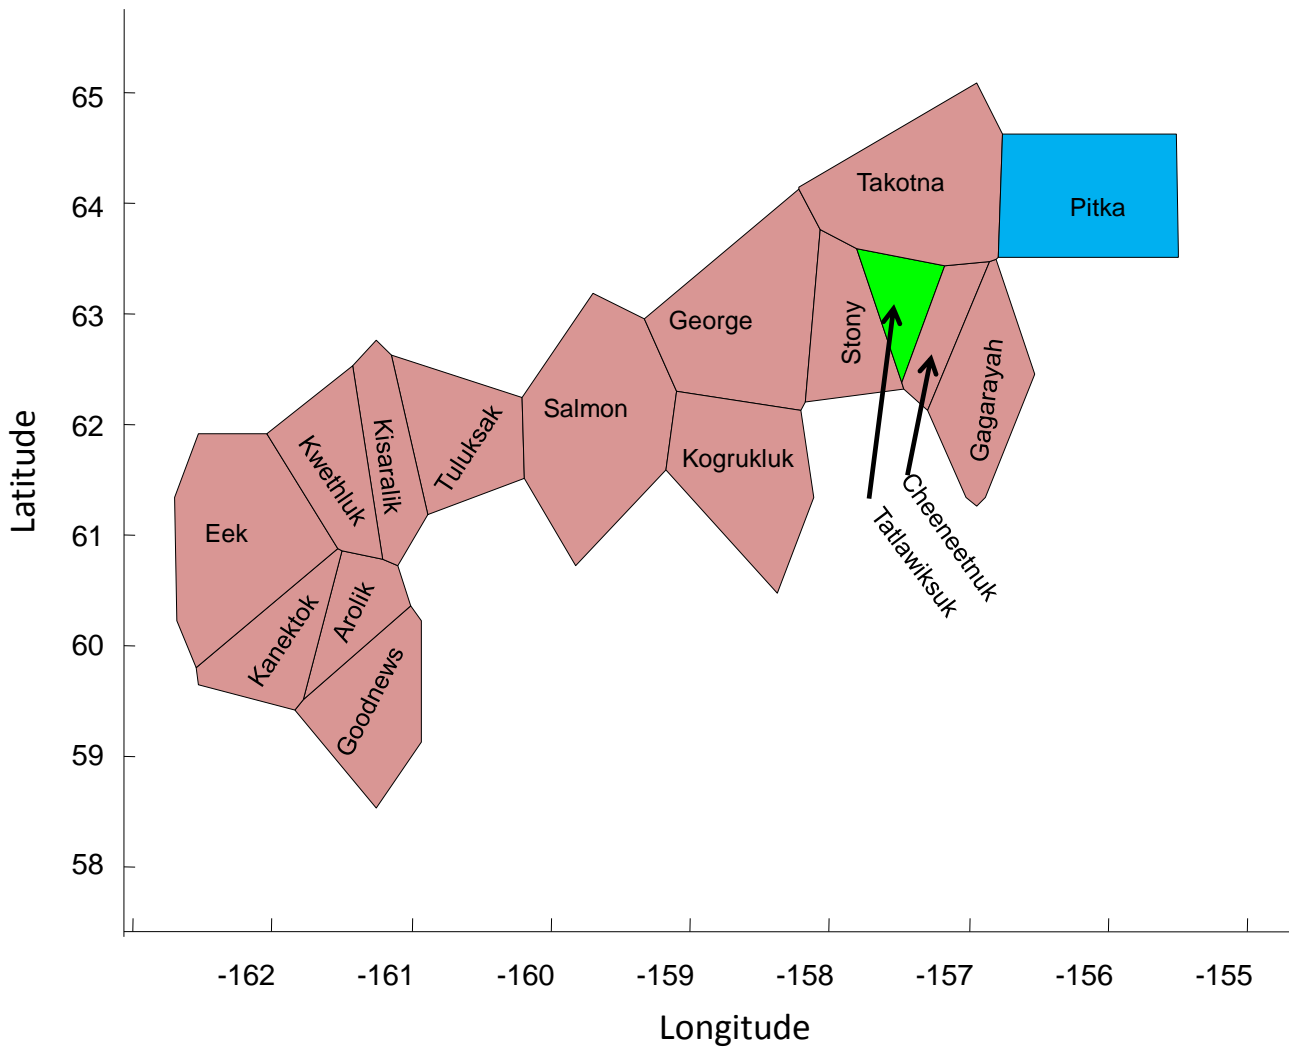 65
64
63
62
61
60
59
58
Latitude
Takotna
Pitka
George
Stony
Gagarayah
Salmon
Kogrukluk
Tuluksak
Kisaralik
Kwethluk
Eek
Cheeneetnuk
Tatlawiksuk
Arolik
Kanektok
Goodnews
-162 -161 -160 -159 -158 -157 -156 -155
Longitude